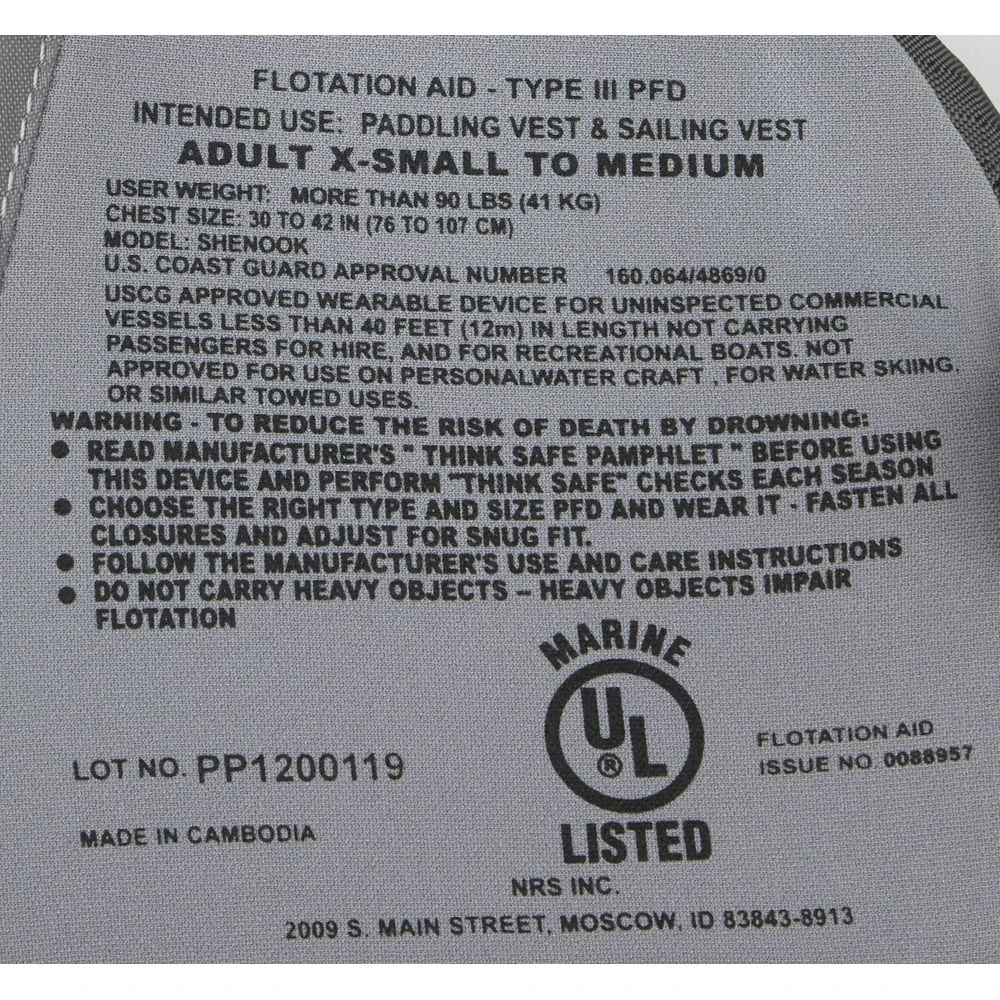 FLOTATION AID - TYPE III PFD
INTENDED USE: PADDLING VEST & SAILING VEST
ADULT X-SMALL TO MEDIUM
USER WEIGHT: MORE THAN 90 LBS (41 KG)
CHEST SIZE: 30 TO 42 IN (76 TO 107 CM)
MODEL: SHENOOK
U.S. COAST GUARD APPROVAL NUMBER 160.064/4869/0
USCG APPROVED WEARABLE DEVICE FOR UNINSPECTED COMMERCIAL
VESSELS LESS THAN 40 FEET (12m) IN LENGTH NOT CARRYING
PASSENGERS FOR HIRE, AND FOR RECREATIONAL BOATS. NOT
APPROVED FOR USE ON PERSONALWATER CRAFT , FOR WATER SKIING,
OR SIMILAR TOWED USES.
WARNING - TO REDUCE THE RISK OF DEATH BY DROWNING:
● READ MANUFACTURER'S " THINK SAFE PAMPHLET " BEFORE USING
THIS DEVICE AND PERFORM "THINK SAFE" CHECKS EACH SEASON
● CHOOSE THE RIGHT TYPE AND SIZE PFD AND WEAR IT - FASTEN ALL
CLOSURES AND ADJUST FOR SNUG FIT.
● FOLLOW THE MANUFACTURER'S USE AND CARE INSTRUCTIONS
● DO NOT CARRY HEAVY OBJECTS – HEAVY OBJECTS IMPAIR
FLOTATION
MARINE
UL ®
LISTED
FLOTATION AID
ISSUE NO. 0088957
LOT NO. PP1200119
MADE IN CAMBODIA
NRS INC.
2009 S. MAIN STREET, MOSCOW, ID 83843-8913